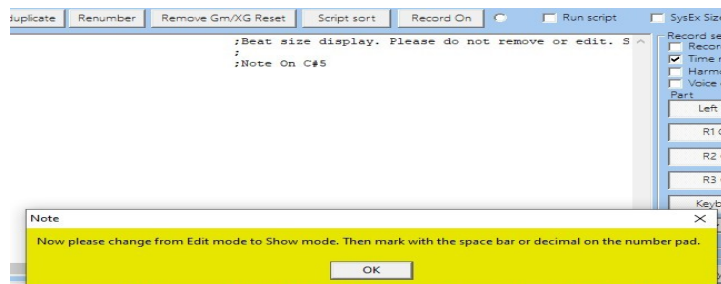 duplicate Renumber Remove Gm/XG Reset Script sort Record On Run script SysEx Size
;Beat size display. Please do not remove or edit. S
;
;Note On C#5
Record se
Recor
Time
Harm
Voice
Part
Left
R1
R2
R3
Keyb
Note
Now please change from Edit mode to Show mode. Then mark with the space bar or decimal on the number pad.
OK